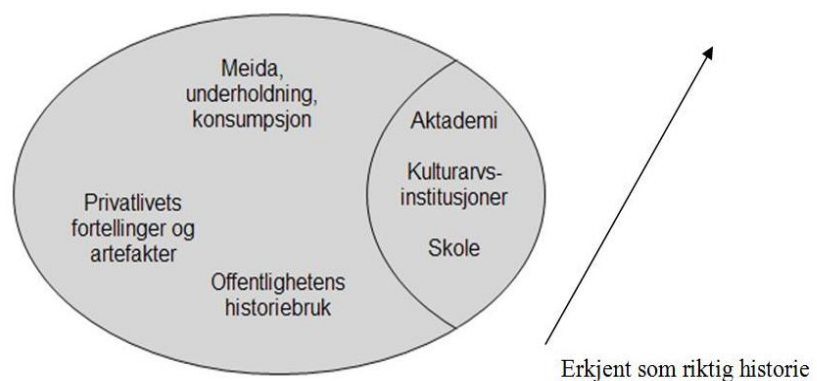 Meida,
underholdning,
konsumpsjon
Aktademi
Kulturarvs-
institusjoner
Skole
Privatlivets
fortellinger og
artefakter
Offentlighetens
historiebruk
Erkjent som riktig historie